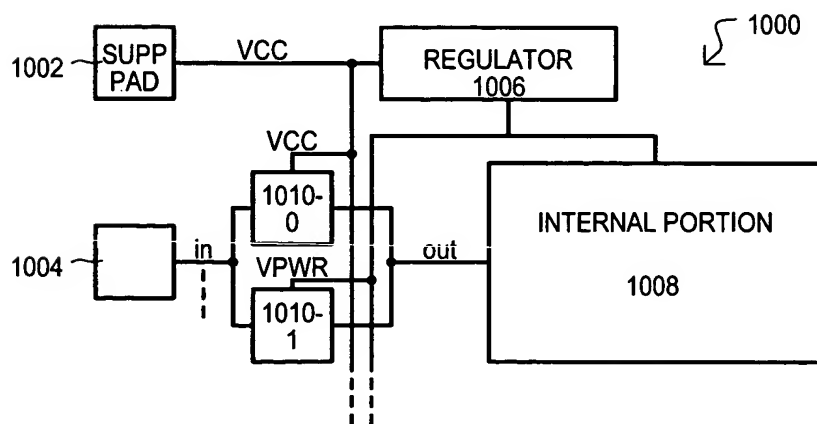 1002
SUPP
PAD
VCC
REGULATOR
1006
1000
VCC
1010-
0
1004
in
VPWR
out
1010-
1
INTERNAL PORTION
1008